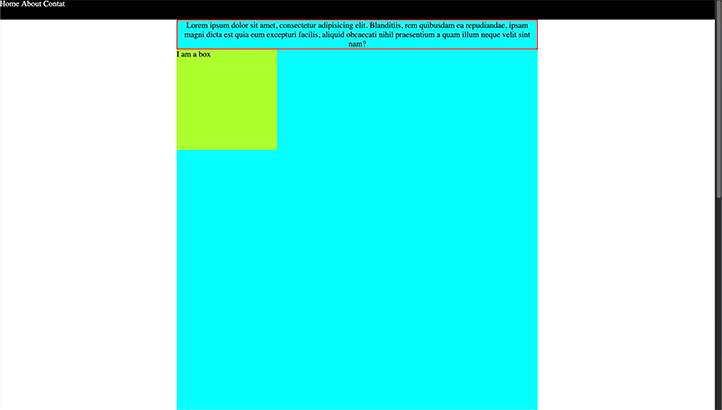 Home About Contat
Lorem ipsum dolor sit amet, consectetur adipisicing elit. Blanditiis, rem quibusdam ea repudiandae, ipsam
magni dicta est quia eum excepturi facilis, aliquid obcaecati nihil praesentium a quam illum neque velit sint
nam?
I am a box